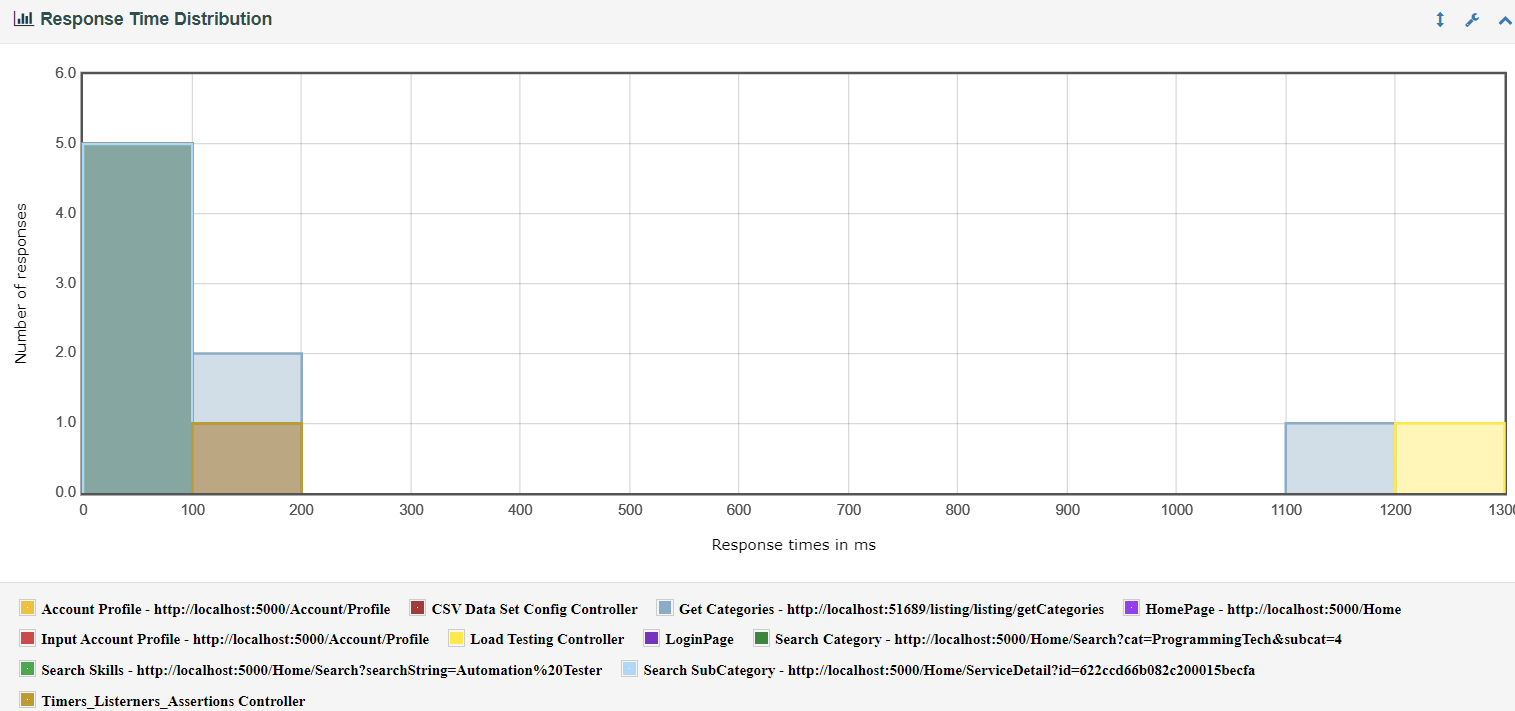 Response Time Distribution
6.0
5.0
4.0
3.0
2.0
1.0
0.0
Number of responses
0 100 200 300 400 500 600 700 800 900 1000 1100 1200 1300
Response times in ms
Account Profile - http://localhost:5000/Account/Profile CSV Data Set Config Controller Get Categories - http://localhost:51689/listing/listing/getCategories HomePage - http://localhost:5000/Home
Input Account Profile - http://localhost:5000/Account/Profile Load Testing Controller LoginPage Search Category - http://localhost:5000/Home/Search?cat=ProgrammingTech&subcat=4
Search Skills - http://localhost:5000/Home/Search?searchString=Automation%20Tester Search SubCategory - http://localhost:5000/Home/ServiceDetail?id=622ccd66b082c200015becfa
Timers_Listerners_Assertions Controller